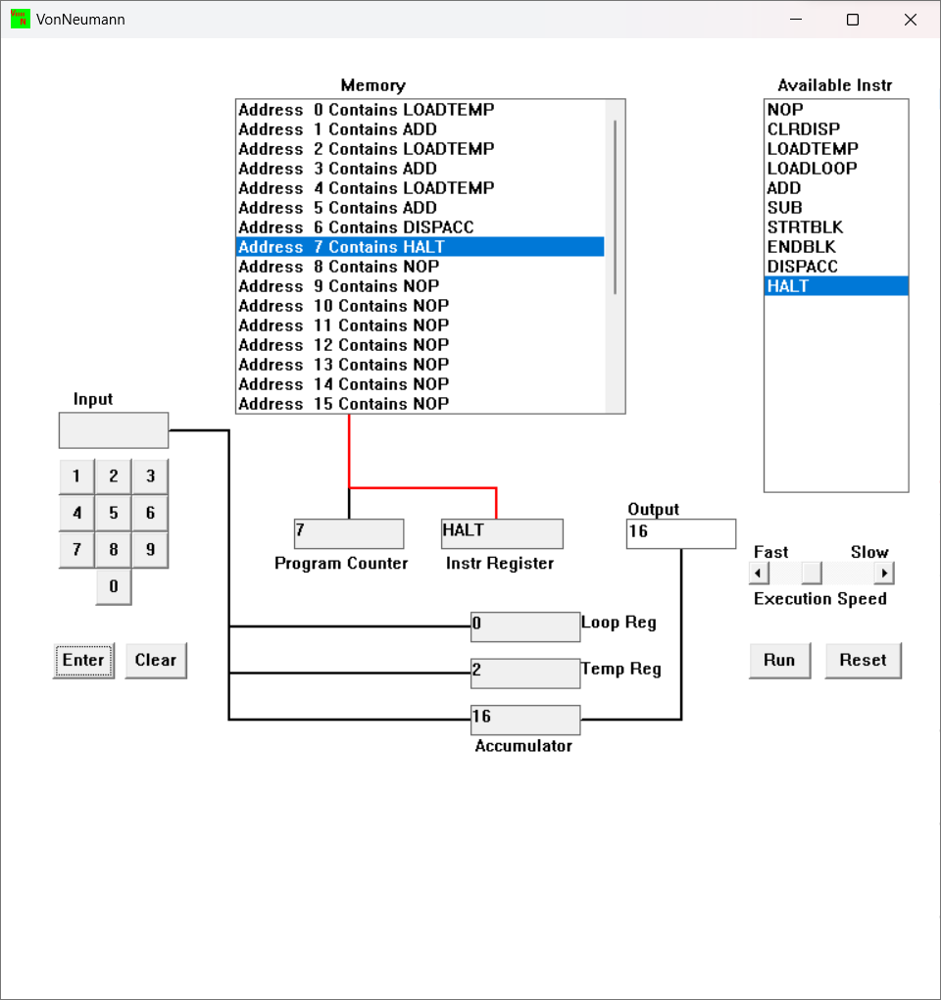 VonNeumann
Memory
Available Instr
Address 0 Contains LOADTEMP
Address 1 Contains ADD
Address 2 Contains LOADTEMP
Address 3 Contains ADD
Address 4 Contains LOADTEMP
Address 5 Contains ADD
Address 6 Contains DISPACC
Address 7 Contains HALT
Address 8 Contains NOP
Address 9 Contains NOP
Address 10 Contains NOP
Address 11 Contains NOP
Address 12 Contains NOP
Address 13 Contains NOP
Address 14 Contains NOP
Address 15 Contains NOP
NOP
CLRDISP
LOADTEMP
LOADLOOP
ADD
SUB
STRTBLK
ENDBLK
DISPACC
HALT
Input
1 2 3
4 5 6
7 8 9
0
Enter Clear
7
Program Counter
HALT
Instr Register
Output
16
Fast Slow
Execution Speed
0 Loop Reg
2 Temp Reg
16
Accumulator
Run Reset